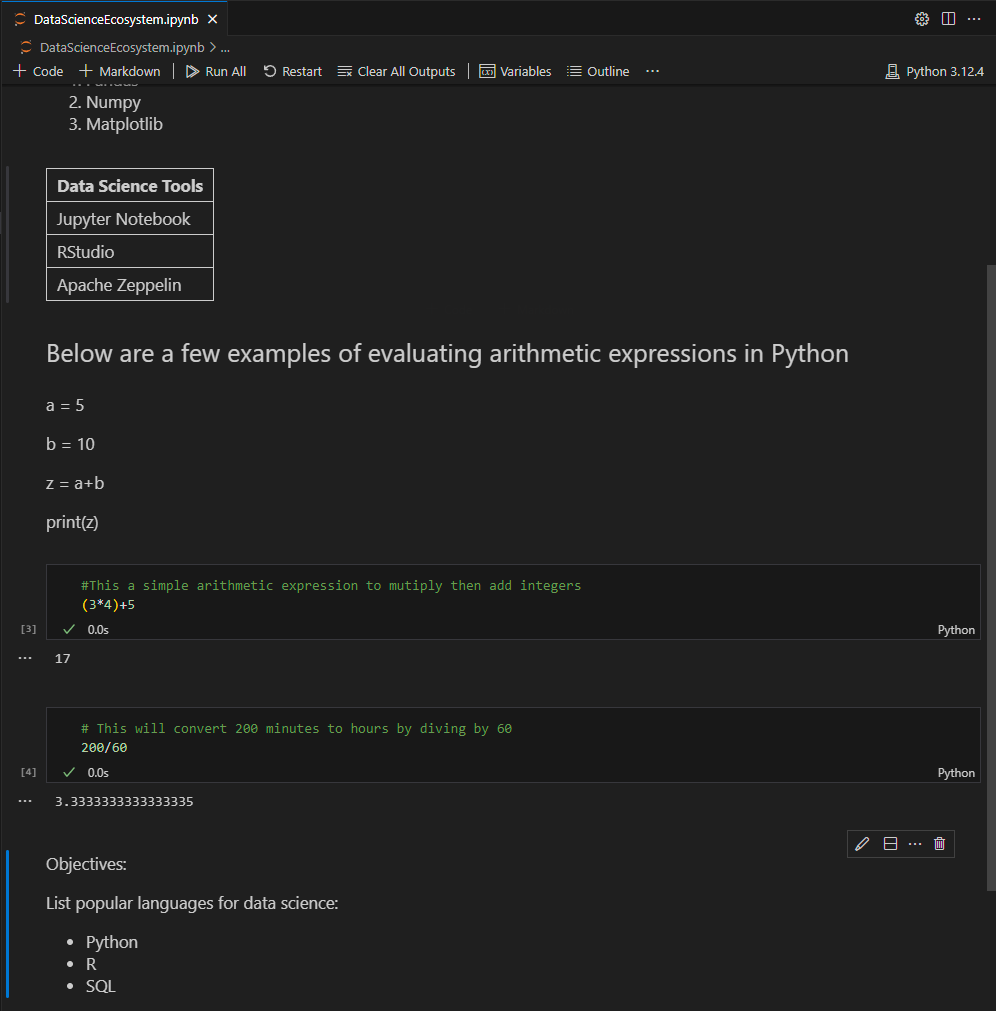 DataScienceEcosystem.ipynb
DataScienceEcosystem.ipynb > ...
Code Markdown Run All Restart Clear All Outputs Variables Outline ... Python 3.12.4
2. Numpy
3. Matplotlib
Data Science Tools
Jupyter Notebook
RStudio
Apache Zeppelin
Below are a few examples of evaluating arithmetic expressions in Python
a = 5
b = 10
z = a+b
print(z)
#This a simple arithmetic expression to mutiply then add integers
(3*4)+5
[3] 0.0s Python
17
# This will convert 200 minutes to hours by diving by 60
200/60
[4] 0.0s Python
3.3333333333333335
Objectives:
List popular languages for data science:
• Python
• R
• SQL